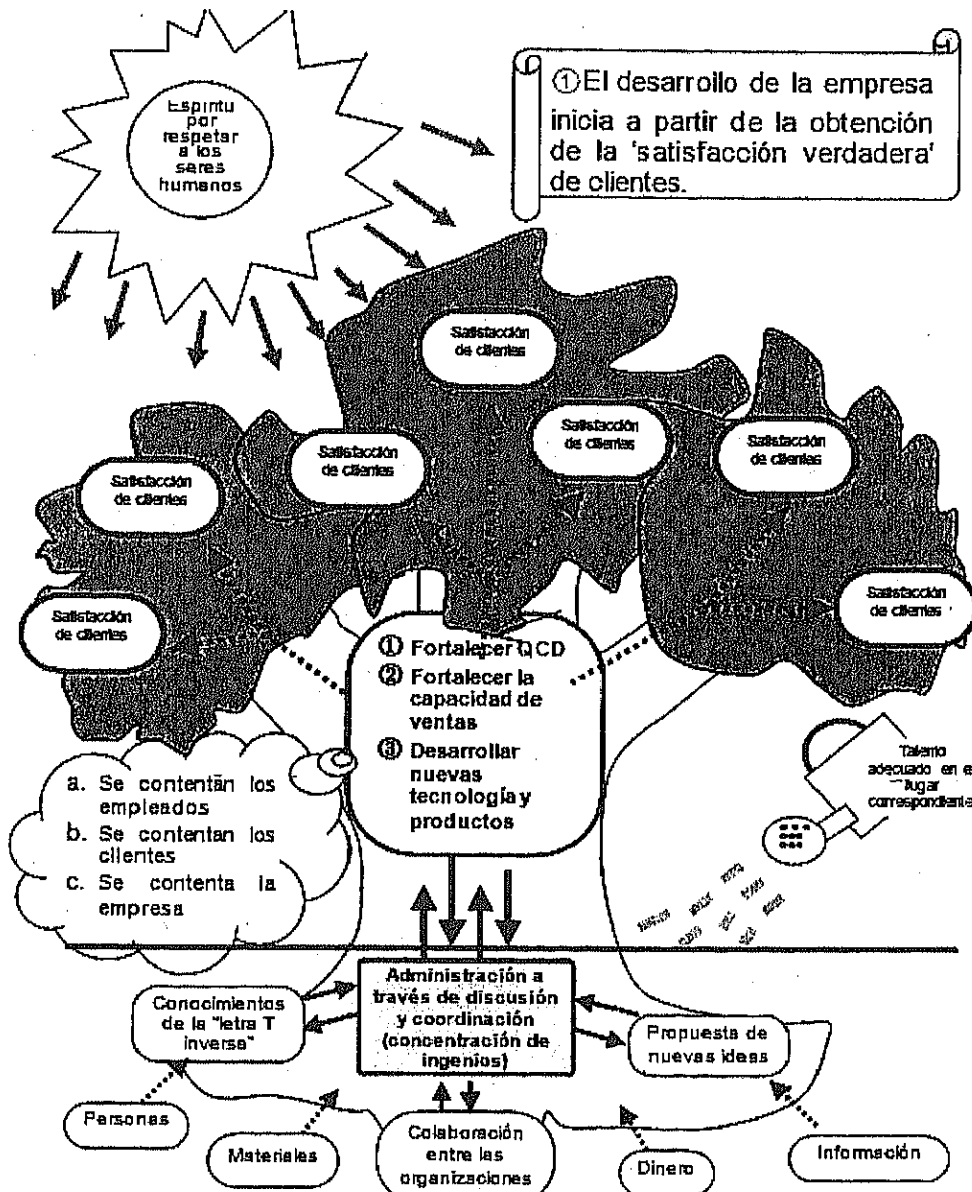 Espíritu
por
respetar
a los
seres
humanos
①El desarrollo de la empresa
inicia a partir de la obtención
de la 'satisfacción verdadera'
de clientes.
Satisfacción
de clientes
Satisfacción
de clientes
Satisfacción
de clientes
Satisfacción
de clientes
Satisfacción
de clientes
Satisfacción
de clientes
Satisfacción
de clientes
① Fortalecer QCD
② Fortalecer la
capacidad de
ventas
③ Desarrollar
nuevas
tecnología y
productos
Talento
adecuado en e
lugar
correspondiente
a. Se contentan los
empleados
b. Se contentan los
clientes
c. Se contenta la
empresa
Administración a
través de discusión
y coordinación
(concentración de
ingenios)
Conocimientos
de la "letra T
inversa"
Propuesta de
nuevas ideas
Personas
Materiales
Colaboración
entre las
organizaciones
Dinero
Información